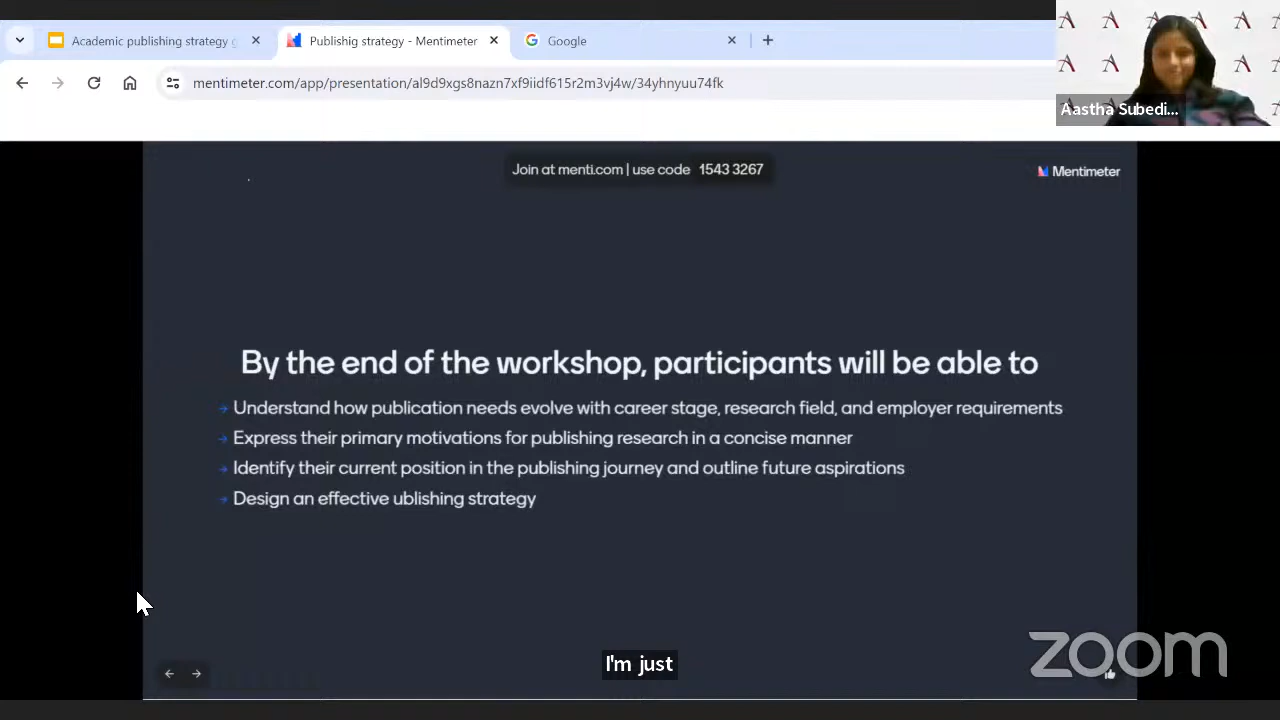 Academic publishing strategy
Publishig strategy - Mentimeter
Google
mentimeter.com/app/presentation/al9d9xgs8nazn7xf9iidf615r2m3vj4w/34yhnyuu74fk
Aastha Subedi...
Join at menti.com | use code 1543 3267
Mentimeter
By the end of the workshop, participants will be able to
Understand how publication needs evolve with career stage, research field, and employer requirements
Express their primary motivations for publishing research in a concise manner
Identify their current position in the publishing journey and outline future aspirations
Design an effective ublishing strategy
I'm just
zoom